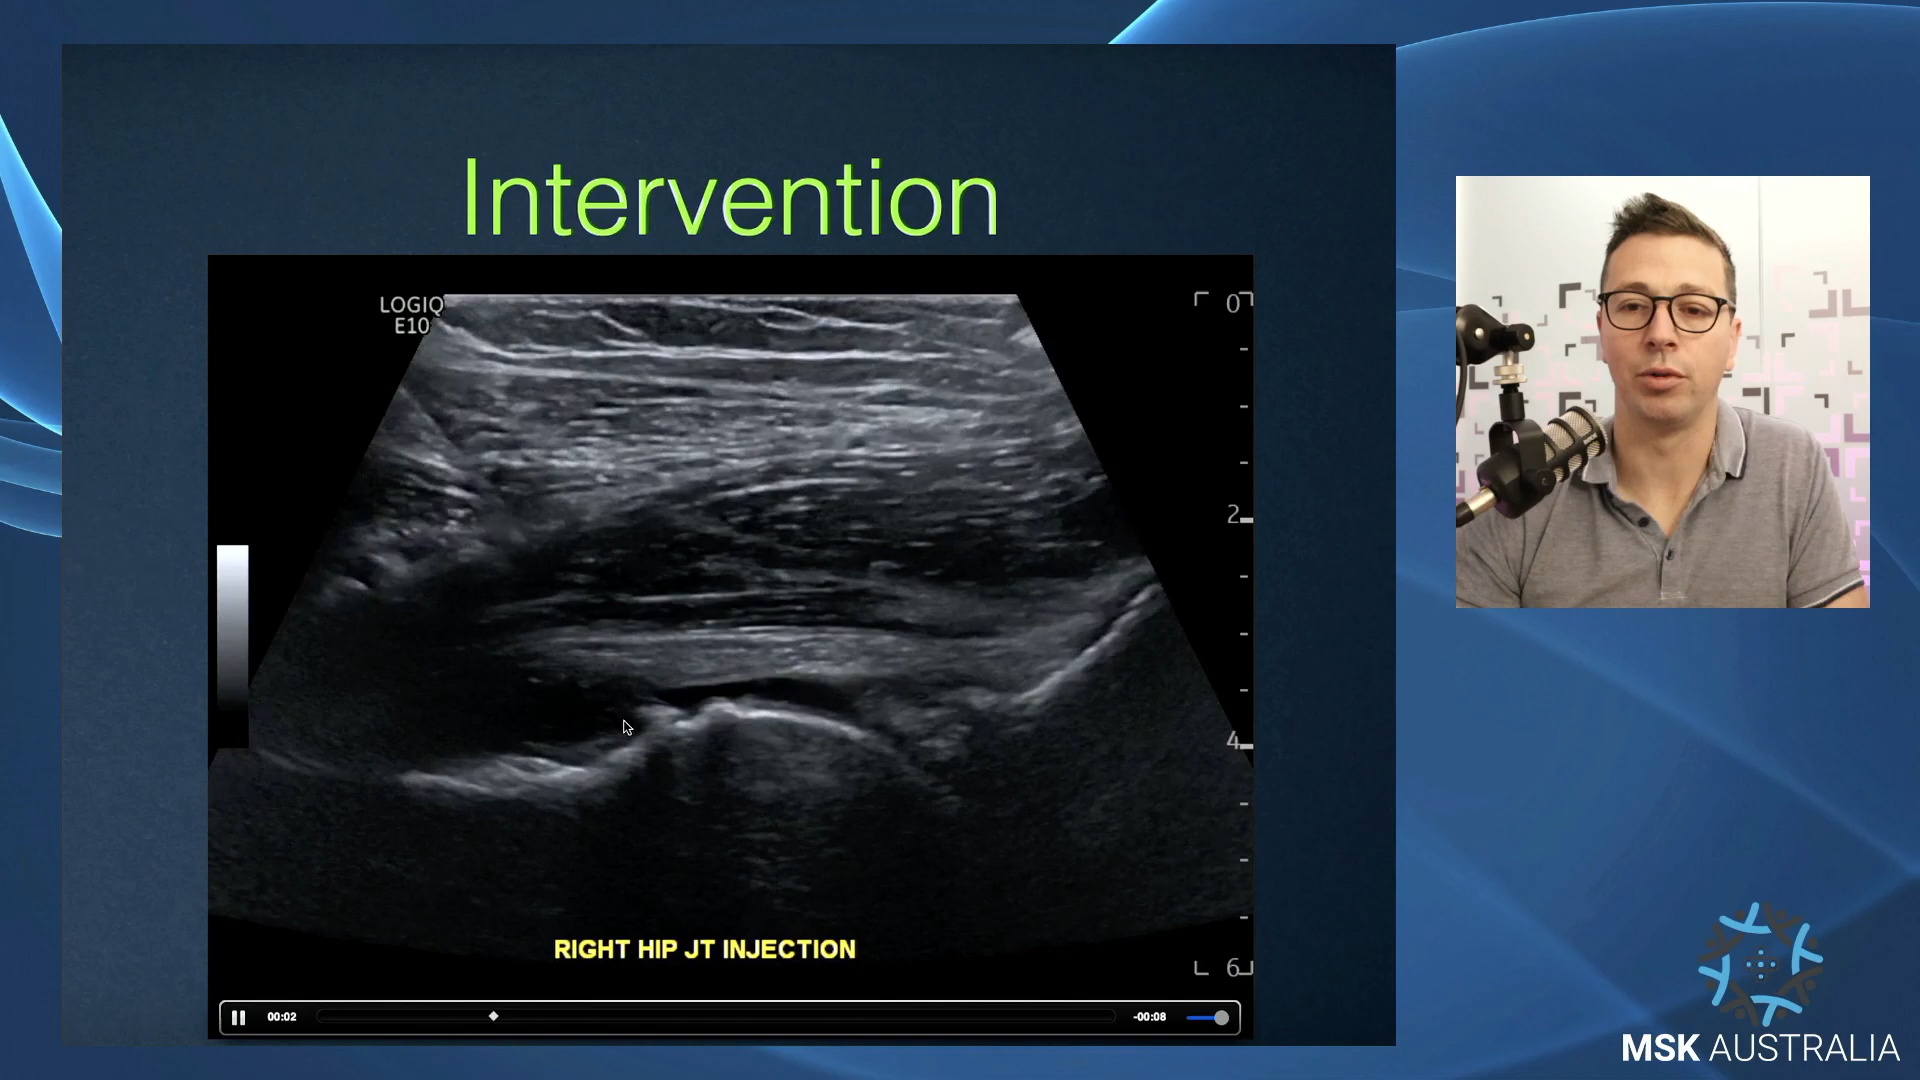 Intervention
LOGIQ
E10
0
2
4
6
RIGHT HIP JT INJECTION
00:02
-00:08
MSK AUSTRALIA